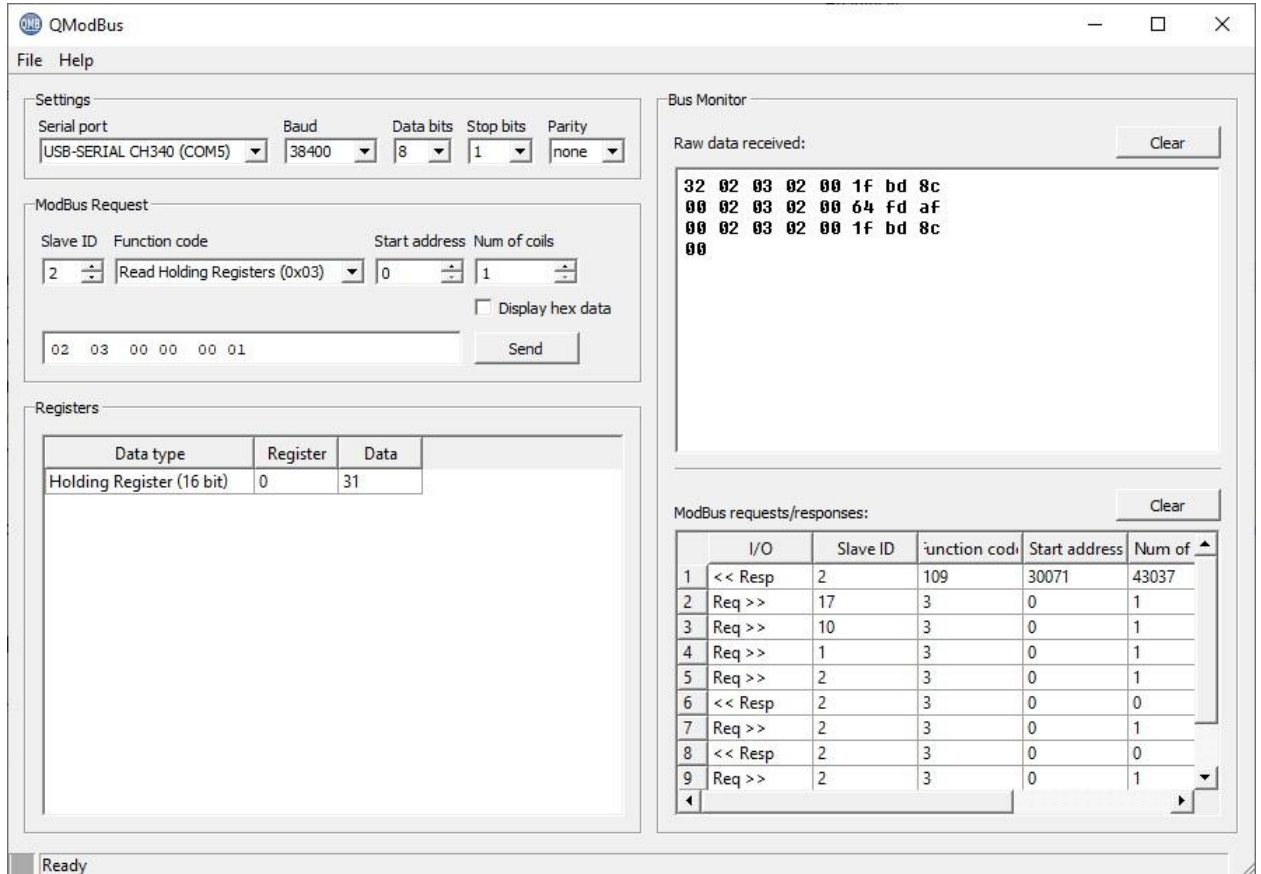 QModBus
File Help
Settings
Serial port Baud Data bits Stop bits Parity
USB-SERIAL CH340 (COM5) 38400 8 1 none
ModBus Request
Slave ID Function code Start address Num of coils
2 Read Holding Registers (0x03) 0 1
Display hex data
02 03 00 00 00 01 Send
Registers
Data type Register Data
Holding Register (16 bit) 0 31
Bus Monitor
Raw data received: Clear
32 02 03 02 00 1f bd 8c
00 02 03 02 00 64 fd af
00 02 03 02 00 1f bd 8c
00
ModBus requests/responses: Clear
I/O Slave ID unction code Start address Num of
1 << Resp 2 109 30071 43037
2 Req >> 17 3 0 1
3 Req >> 10 3 0 1
4 Req >> 1 3 0 1
5 Req >> 2 3 0 1
6 << Resp 2 3 0 0
7 Req >> 2 3 0 1
8 << Resp 2 3 0 0
9 Req >> 2 3 0 1
Ready